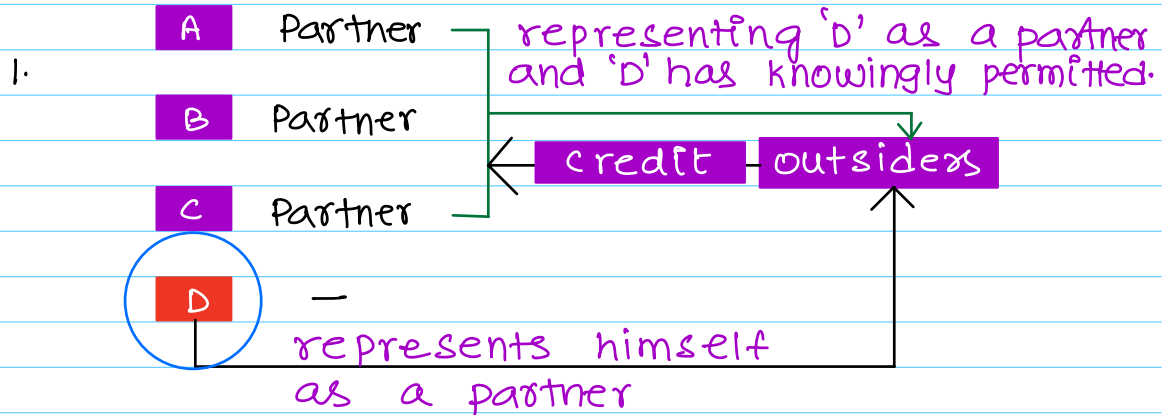 A Partner representing 'D' as a partner
1. and 'D' has knowingly permitted.
B Partner
credit outsiders
C Partner
D —
represents himself
as a partner